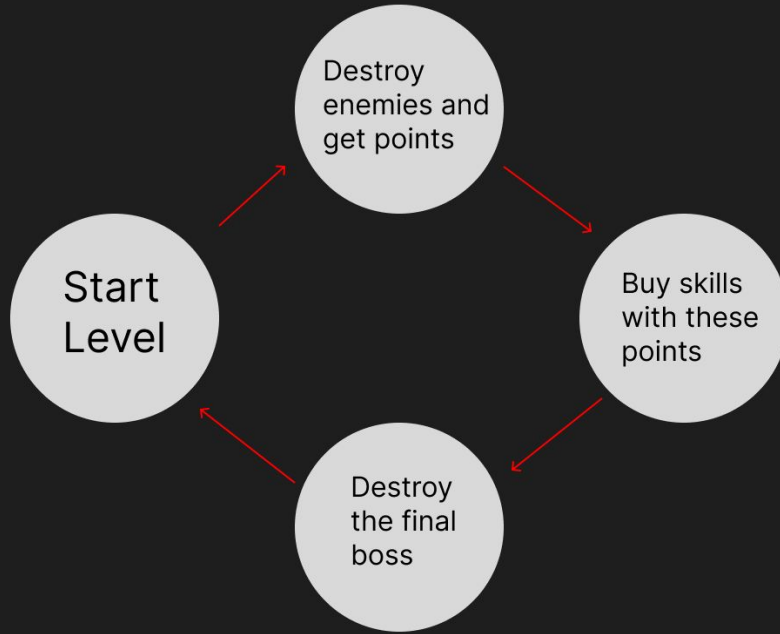 Destroy
enemies and
get points
Start
Level
Buy skills
with these
points
Destroy
the final
boss